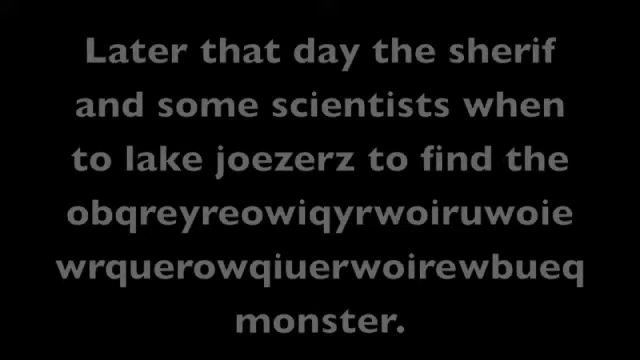 Later that day the sherif
and some scientists when
to lake joezerz to find the
obqreyreowiqyrwoiruwoie
wrquerowqiuerwoirewbueq
monster.